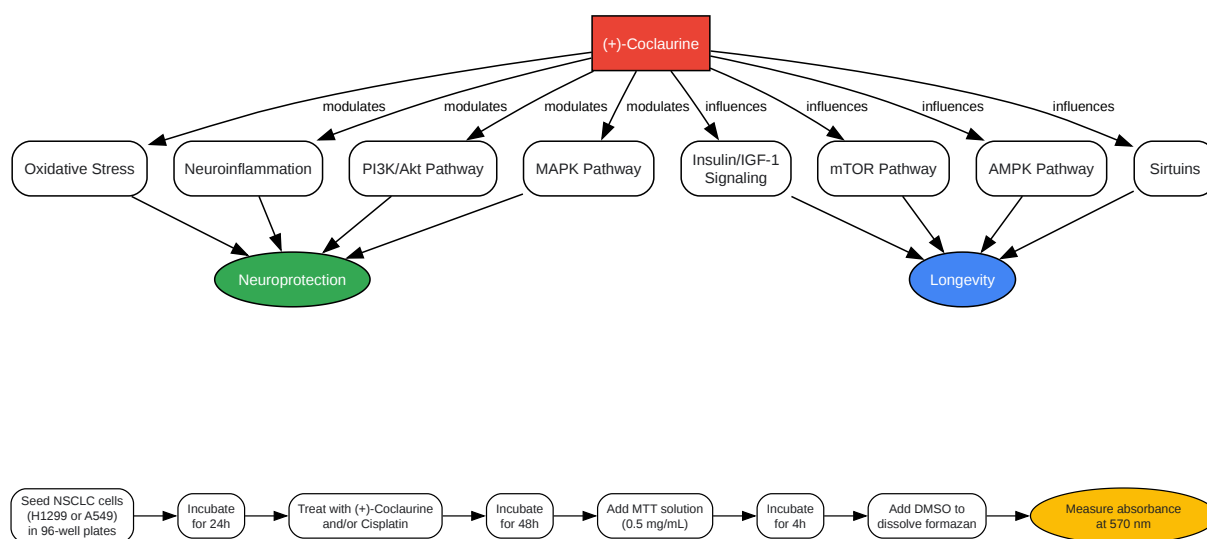 (+)-Coclaurine
modulates
modulates
modulates
modulates
influences
influences
influences
influences
Oxidative Stress
Neuroinflammation
PI3K/Akt Pathway
MAPK Pathway
Insulin/IGF-1
Signaling
mTOR Pathway
AMPK Pathway
Sirtuins
Neuroprotection
Longevity
Seed NSCLC cells
(H1299 or A549)
in 96-well plates
Incubate
for 24h
Treat with (+)-Coclaurine
and/or Cisplatin
Incubate
for 48h
Add MTT solution
(0.5 mg/mL)
Incubate
for 4h
Add DMSO to
dissolve formazan
Measure absorbance
at 570 nm